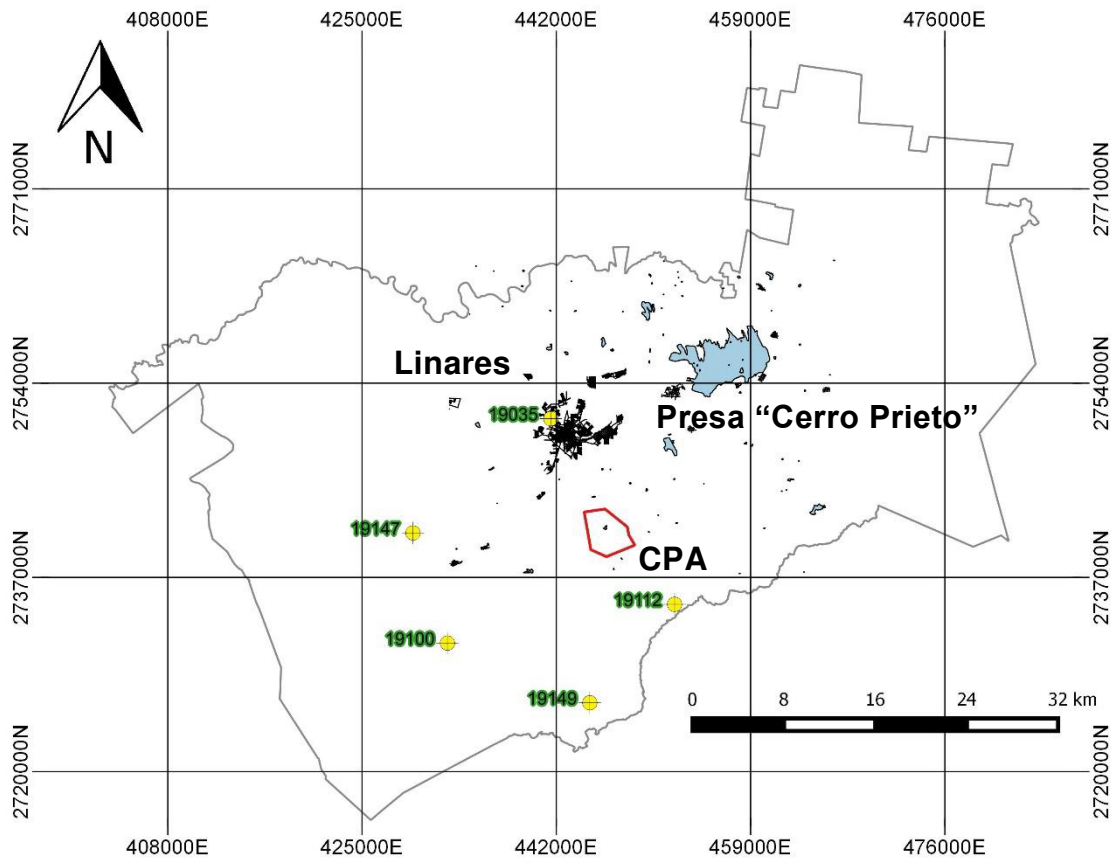 408000E 425000E 442000E 459000E 476000E
N
2771000N 2771000N
Linares
2754000N 2754000N
19035
Presa “Cerro Prieto”
19147
CPA
2737000N 2737000N
19112
19100
19149
0 8 16 24 32 km
2720000N 2720000N
408000E 425000E 442000E 459000E 476000E